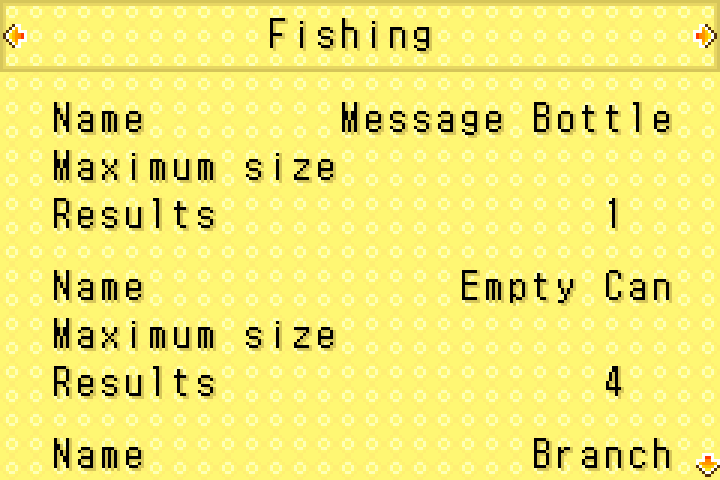 Fishing
Name Message Bottle
Maximum size
Results 1
Name Empty Can
Maximum size
Results 4
Name Branch